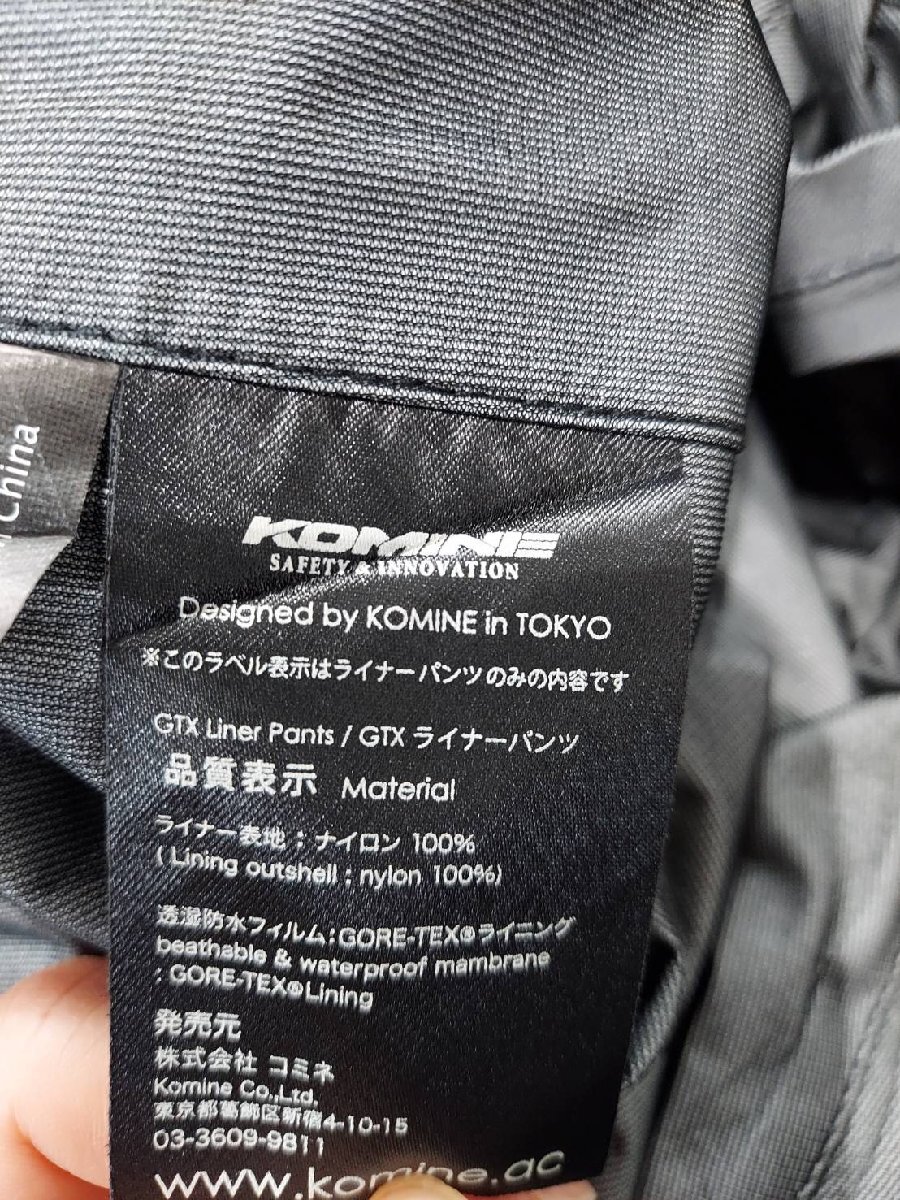 China
KOMINE
SAFETY & INNOVATION
Designed by KOMINE in TOKYO
※このラベル表示はライナーパンツのみの内容です
GTX Liner Pants / GTX ライナーパンツ
品質表示 Material
ライナー表地：ナイロン 100%
( Lining outshell : nylon 100%)
透湿防水フィルム：GORE-TEX®ライニング
beathable & waterproof mambrane
: GORE-TEX®Lining
発売元
株式会社 コミネ
Komine Co.,Ltd.
東京都葛飾区新宿4-10-15
03-3609-9811
www.komine.ac